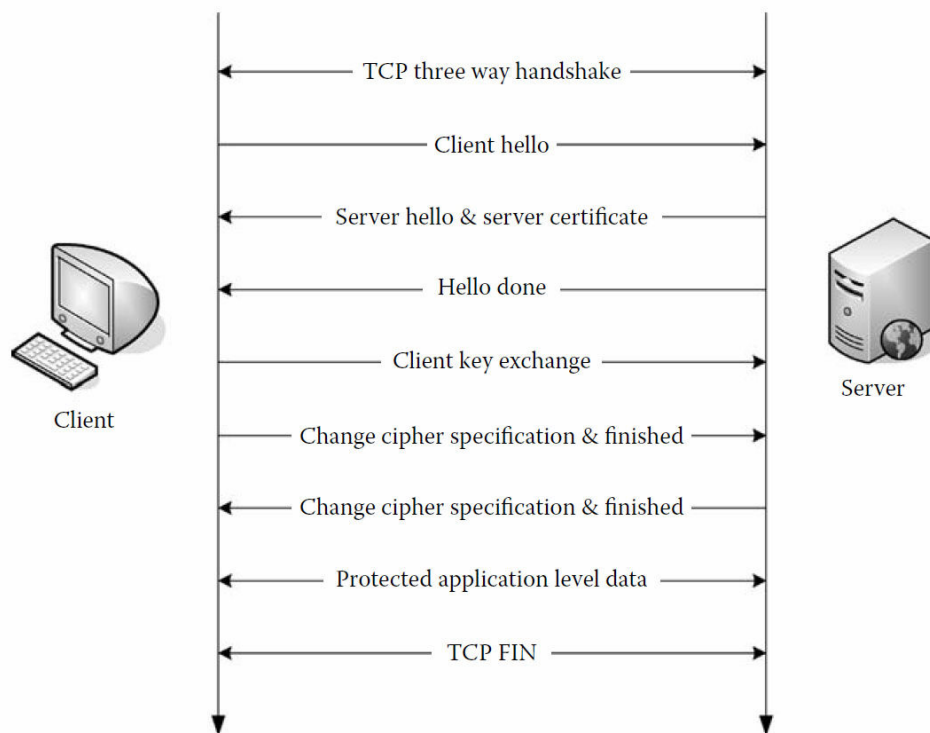 TCP three way handshake
Client hello
Server hello & server certificate
Hello done
Client key exchange
Client
Server
Change cipher specification & finished
Change cipher specification & finished
Protected application level data
TCP FIN